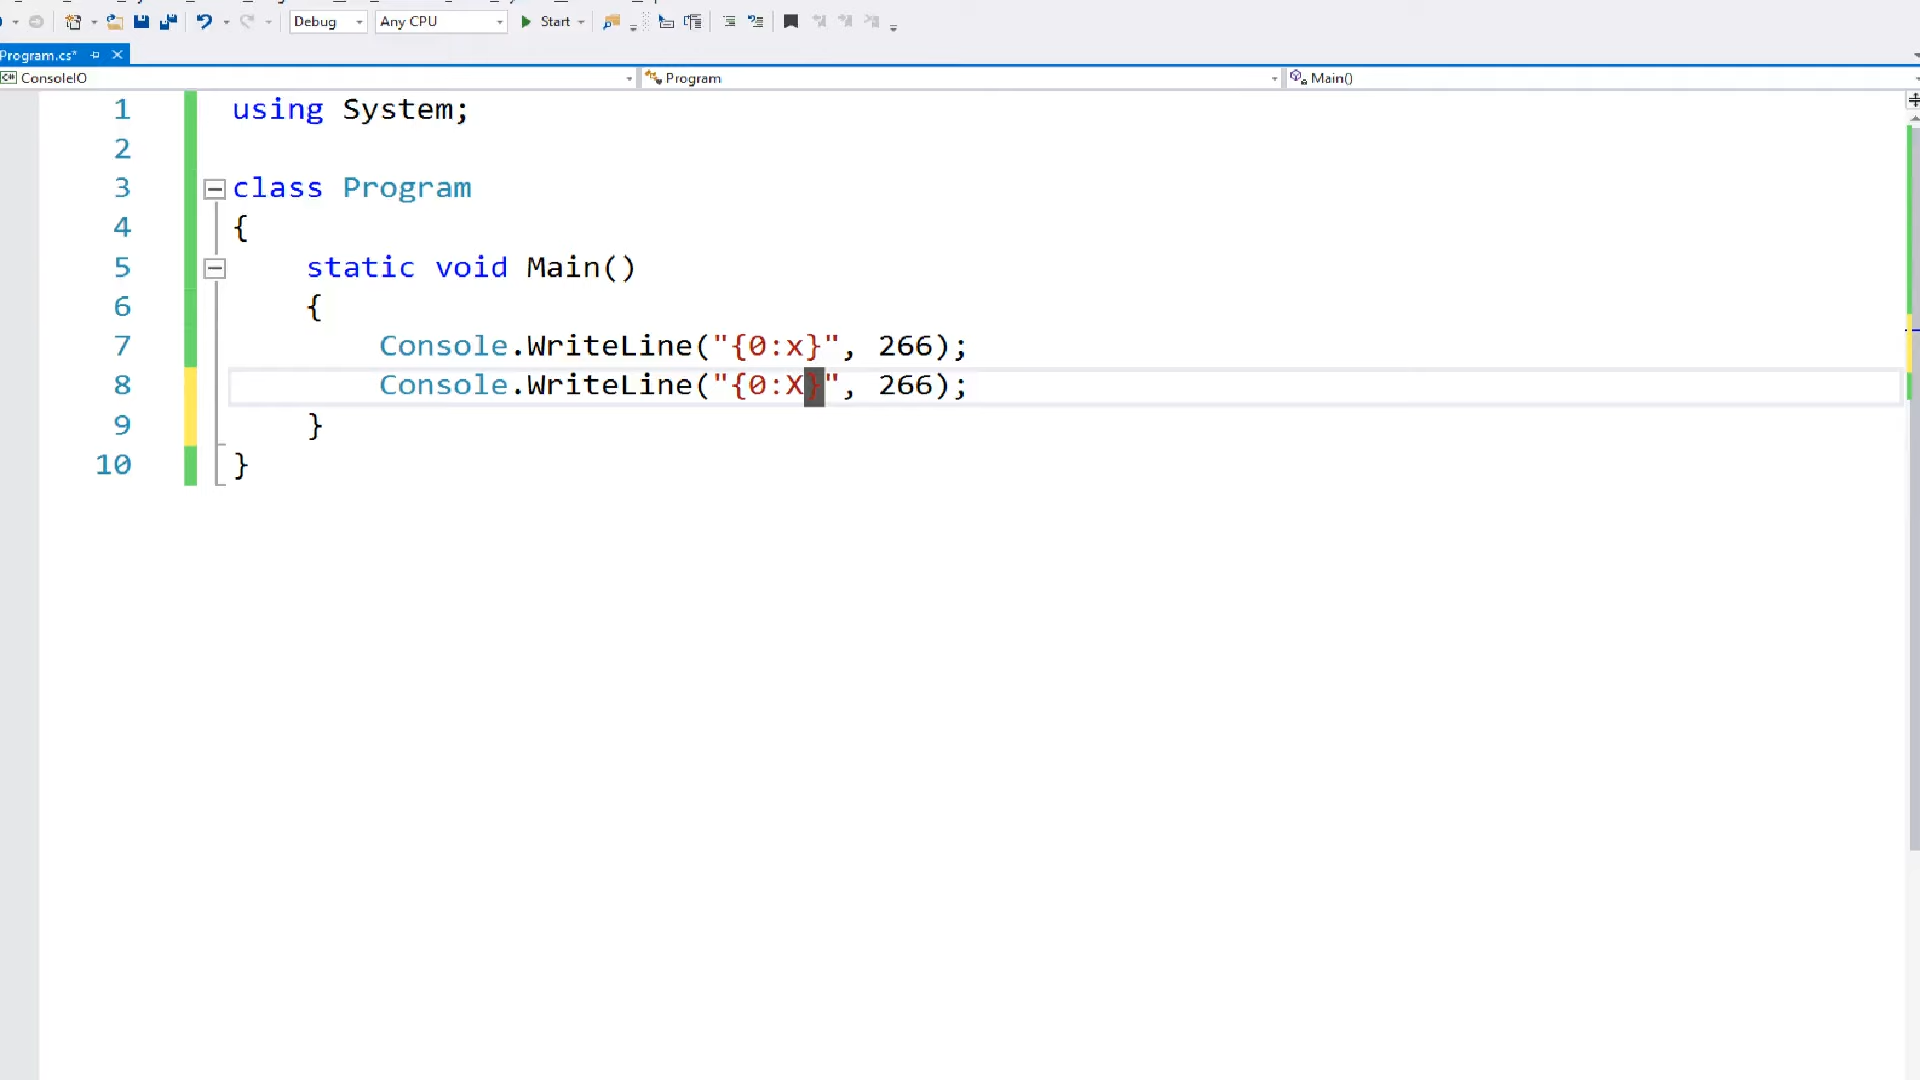 Debug Any CPU Start
Program.cs*
ConsoleIO Program Main()
1 using System;
2
3 class Program
4 {
5 static void Main()
6 {
7 Console.WriteLine("{0:x}", 266);
8 Console.WriteLine("{0:X}", 266);
9 }
10 }